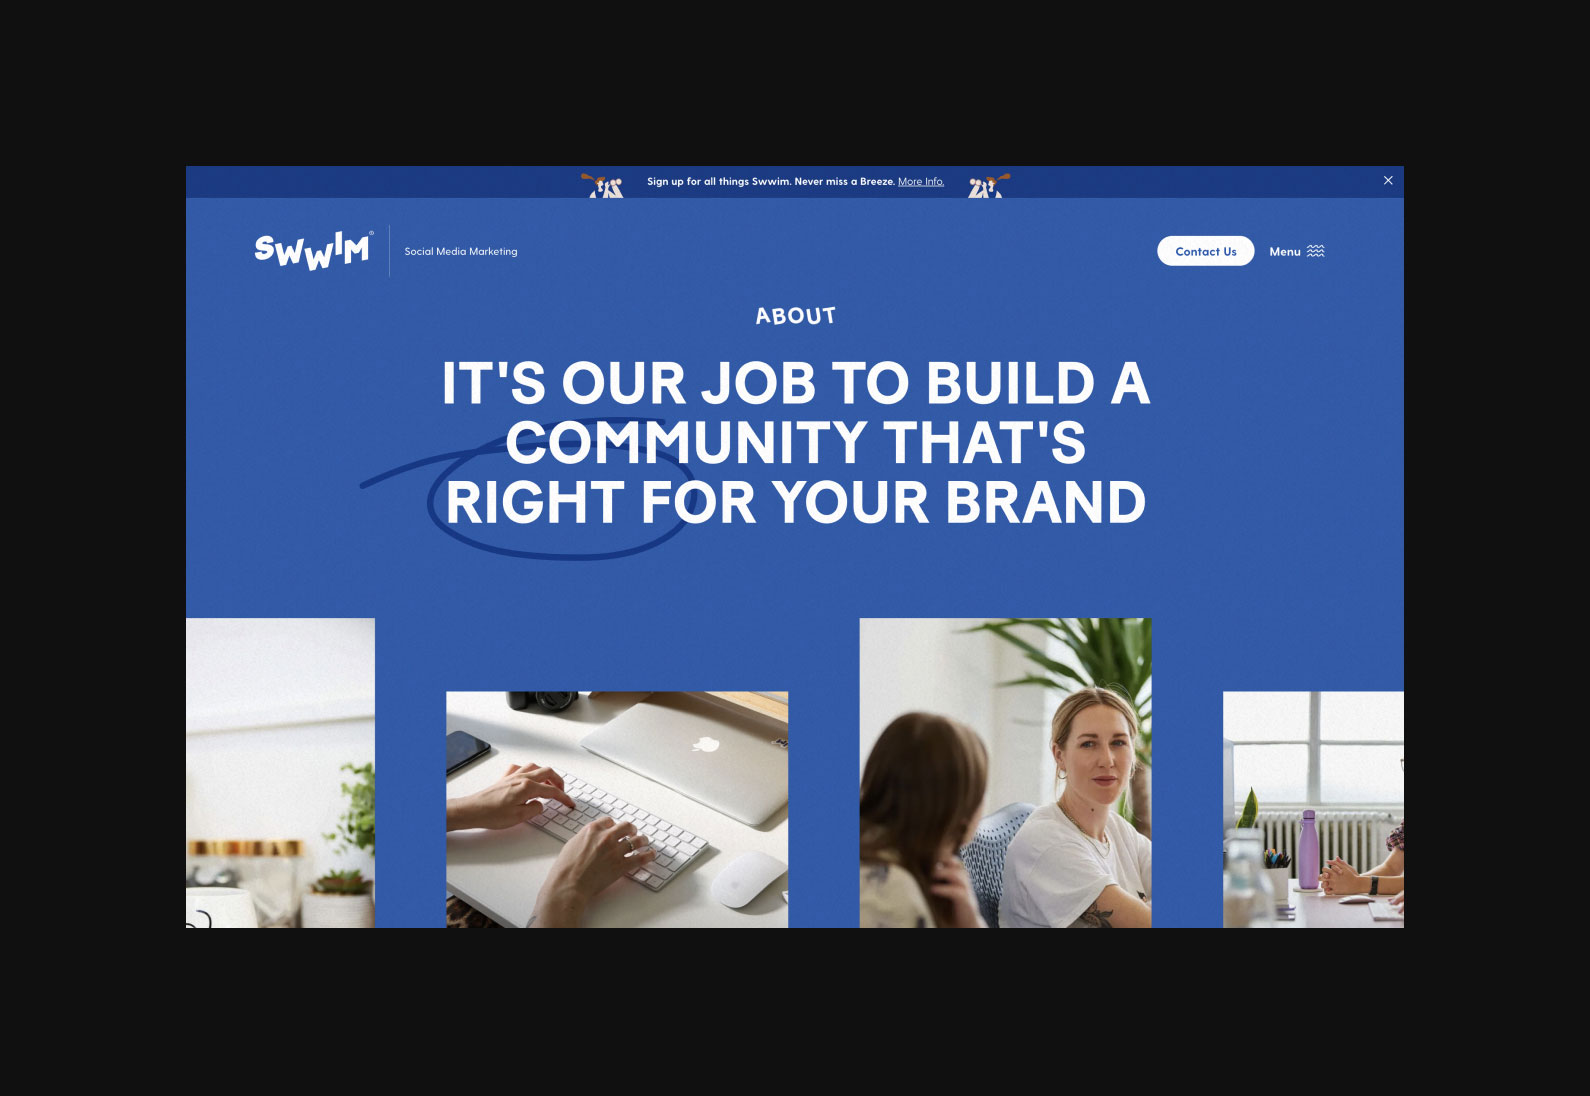 Sign up for all things Swwim. Never miss a Breeze. More Info.
SWWIM®
Social Media Marketing
Contact Us
Menu
ABOUT
IT'S OUR JOB TO BUILD A
COMMUNITY THAT'S
RIGHT FOR YOUR BRAND